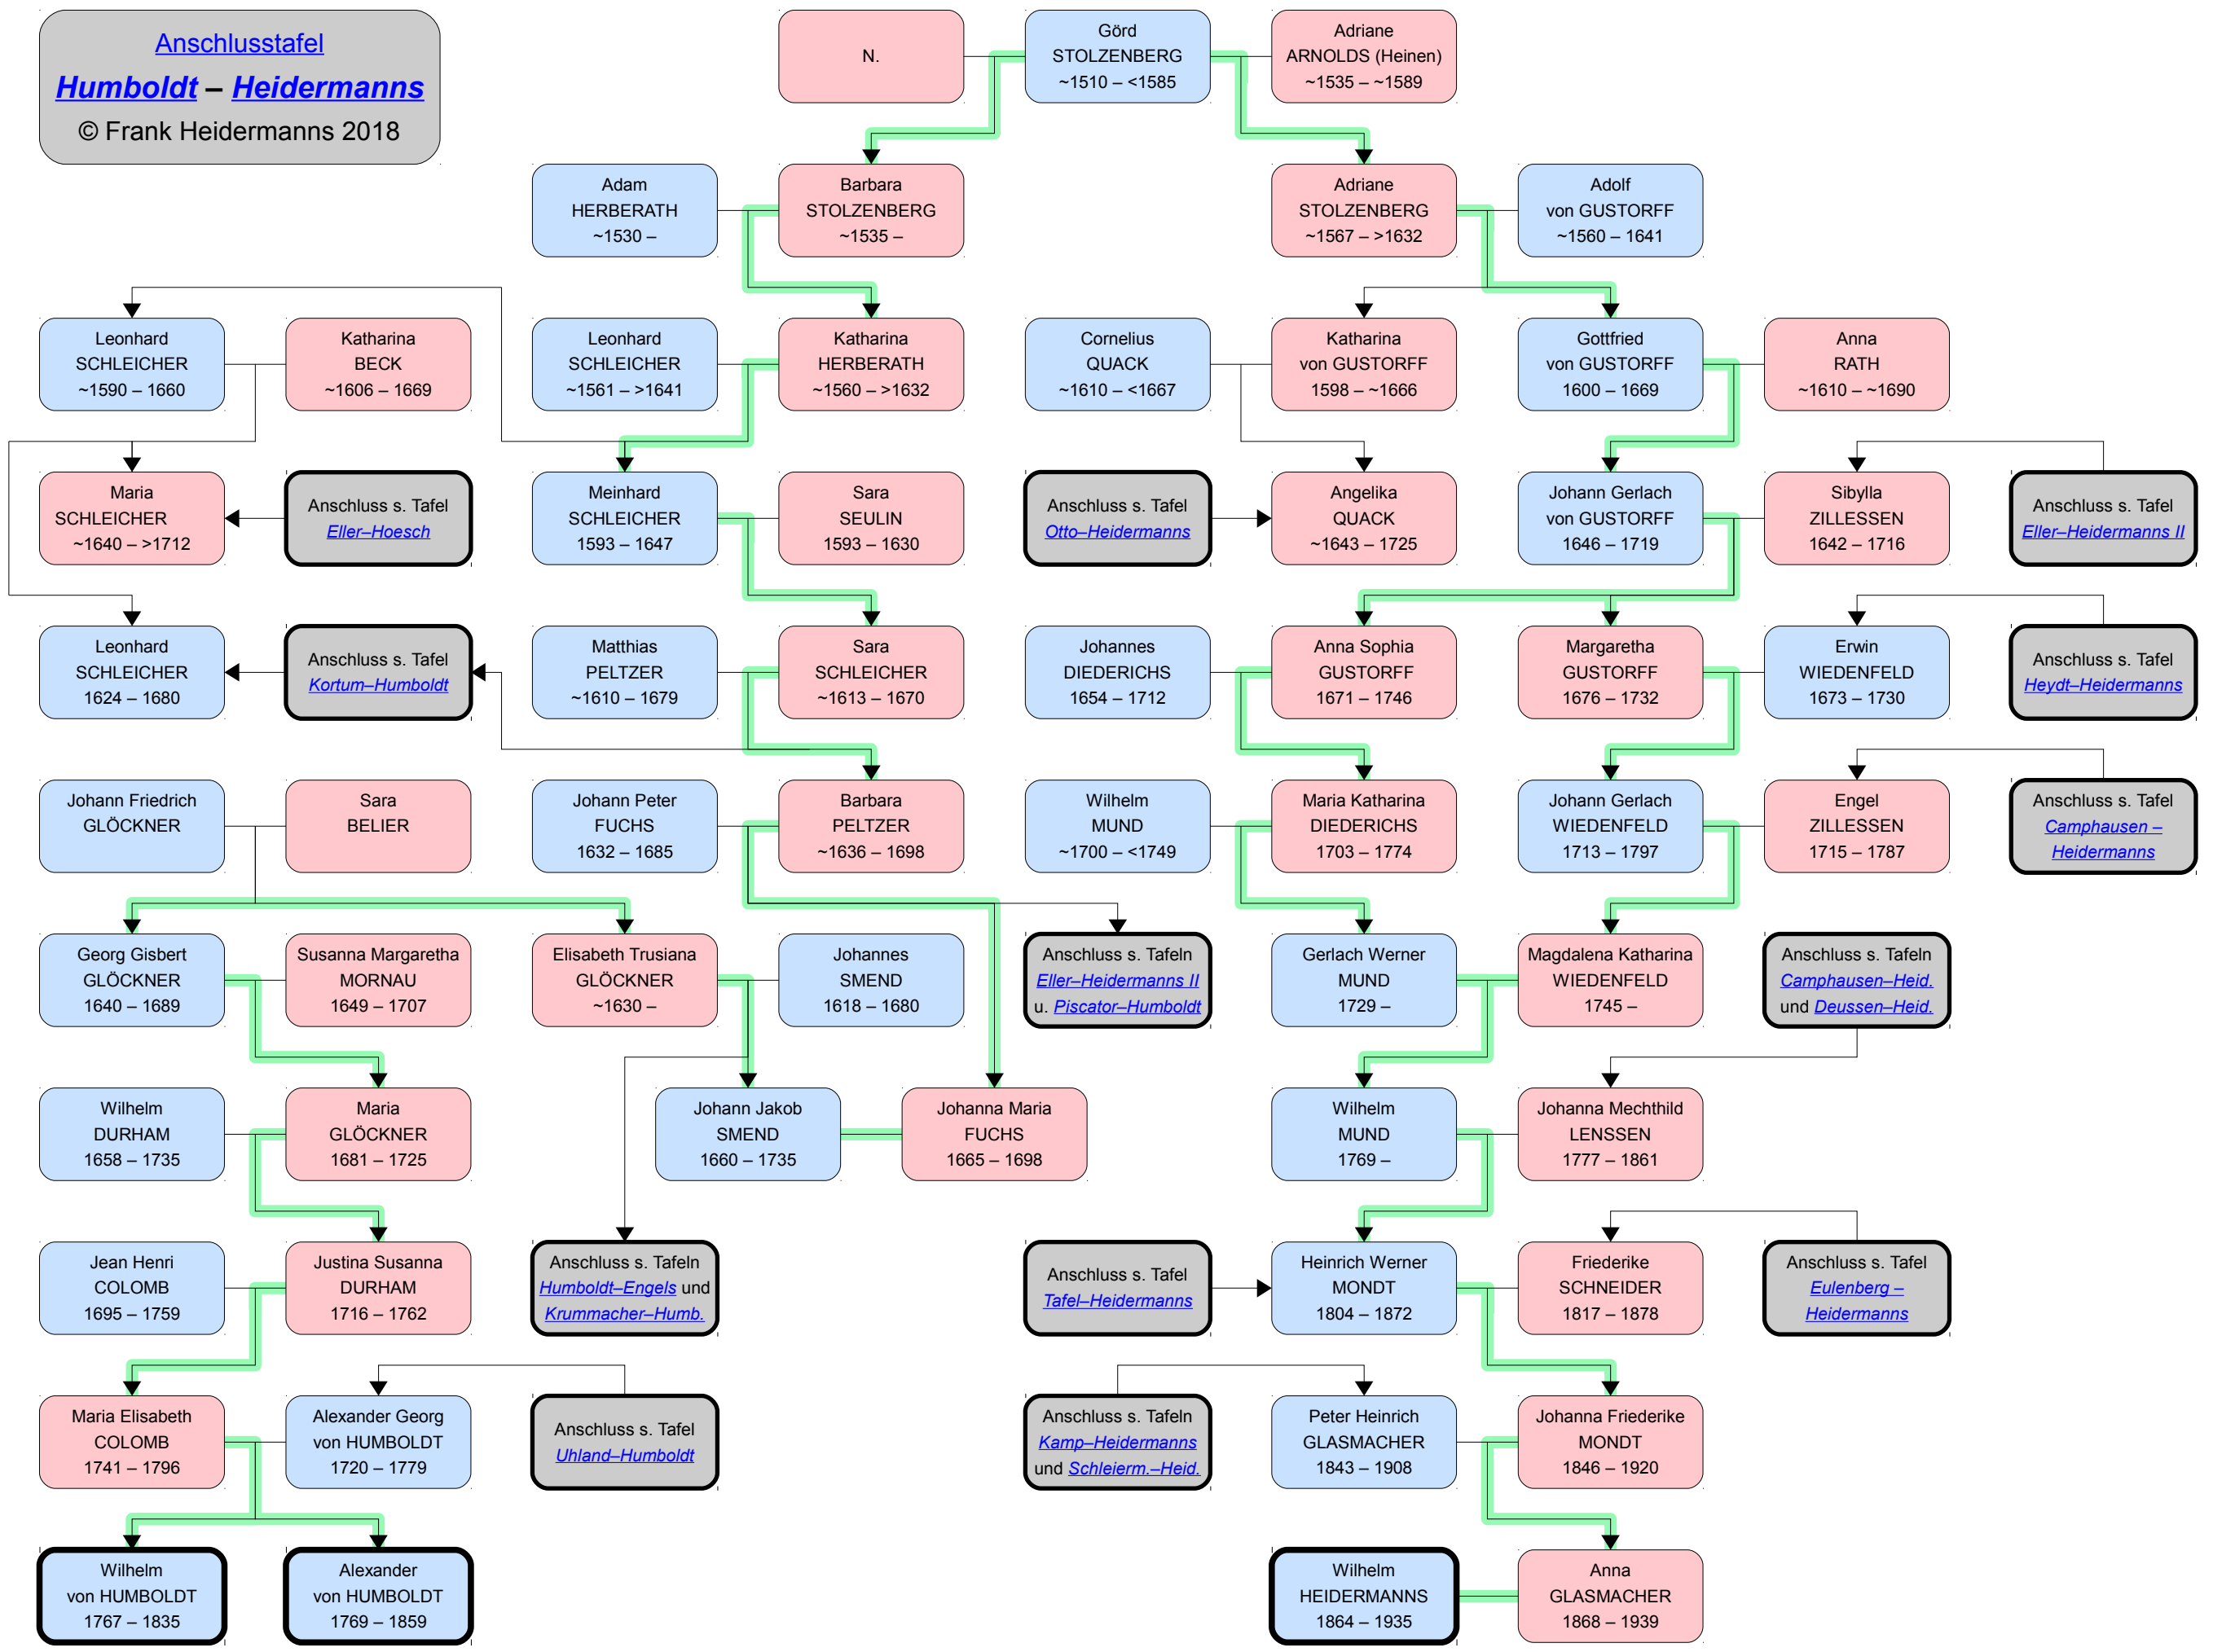 Anschlusstafel
Humboldt – Heidermanns
© Frank Heidermanns 2018
N.
Görd
STOLZENBERG
~1510 – <1585
Adriane
ARNOLDS (Heinen)
~1535 – ~1589
Adam
HERBERATH
~1530 –
Barbara
STOLZENBERG
~1535 –
Adriane
STOLZENBERG
~1567 – >1632
Adolf
von GUSTORFF
~1560 – 1641
Leonhard
SCHLEICHER
~1590 – 1660
Katharina
BECK
~1606 – 1669
Leonhard
SCHLEICHER
~1561 – >1641
Katharina
HERBERATH
~1560 – >1632
Cornelius
QUACK
~1610 – <1667
Katharina
von GUSTORFF
1598 – ~1666
Gottfried
von GUSTORFF
1600 – 1669
Anna
RATH
~1610 – ~1690
Maria
SCHLEICHER
~1640 – >1712
Anschluss s. Tafel
Eller–Hoesch
Meinhard
SCHLEICHER
1593 – 1647
Sara
SEULIN
1593 – 1630
Anschluss s. Tafel
Otto–Heidermanns
Angelika
QUACK
~1643 – 1725
Johann Gerlach
von GUSTORFF
1646 – 1719
Sibylla
ZILLESSEN
1642 – 1716
Anschluss s. Tafel
Eller–Heidermanns II
Leonhard
SCHLEICHER
1624 – 1680
Anschluss s. Tafel
Kortum–Humboldt
Matthias
PELTZER
~1610 – 1679
Sara
SCHLEICHER
~1613 – 1670
Johannes
DIEDERICHS
1654 – 1712
Anna Sophia
GUSTORFF
1671 – 1746
Margaretha
GUSTORFF
1676 – 1732
Erwin
WIEDENFELD
1673 – 1730
Anschluss s. Tafel
Heydt–Heidermanns
Johann Friedrich
GLÖCKNER
Sara
BELIER
Johann Peter
FUCHS
1632 – 1685
Barbara
PELTZER
~1636 – 1698
Wilhelm
MUND
~1700 – <1749
Maria Katharina
DIEDERICHS
1703 – 1774
Johann Gerlach
WIEDENFELD
1713 – 1797
Engel
ZILLESSEN
1715 – 1787
Anschluss s. Tafel
Camphausen –
Heidermanns
Georg Gisbert
GLÖCKNER
1640 – 1689
Susanna Margaretha
MORNAU
1649 – 1707
Elisabeth Trusiana
GLÖCKNER
~1630 –
Johannes
SMEND
1618 – 1680
Anschluss s. Tafeln
Eller–Heidermanns II
u. Piscator–Humboldt
Gerlach Werner
MUND
1729 –
Magdalena Katharina
WIEDENFELD
1745 –
Anschluss s. Tafeln
Camphausen–Heid.
und Deussen–Heid.
Wilhelm
DURHAM
1658 – 1735
Maria
GLÖCKNER
1681 – 1725
Johann Jakob
SMEND
1660 – 1735
Johanna Maria
FUCHS
1665 – 1698
Wilhelm
MUND
1769 –
Johanna Mechthild
LENSSEN
1777 – 1861
Jean Henri
COLOMB
1695 – 1759
Justina Susanna
DURHAM
1716 – 1762
Anschluss s. Tafeln
Humboldt–Engels und
Krummacher–Humb.
Anschluss s. Tafel
Tafel–Heidermanns
Heinrich Werner
MONDT
1804 – 1872
Friederike
SCHNEIDER
1817 – 1878
Anschluss s. Tafel
Eulenberg –
Heidermanns
Maria Elisabeth
COLOMB
1741 – 1796
Alexander Georg
von HUMBOLDT
1720 – 1779
Anschluss s. Tafel
Uhland–Humboldt
Anschluss s. Tafeln
Kamp–Heidermanns
und Schleierm.–Heid.
Peter Heinrich
GLASMACHER
1843 – 1908
Johanna Friederike
MONDT
1846 – 1920
Wilhelm
von HUMBOLDT
1767 – 1835
Alexander
von HUMBOLDT
1769 – 1859
Wilhelm
HEIDERMANNS
1864 – 1935
Anna
GLASMACHER
1868 – 1939